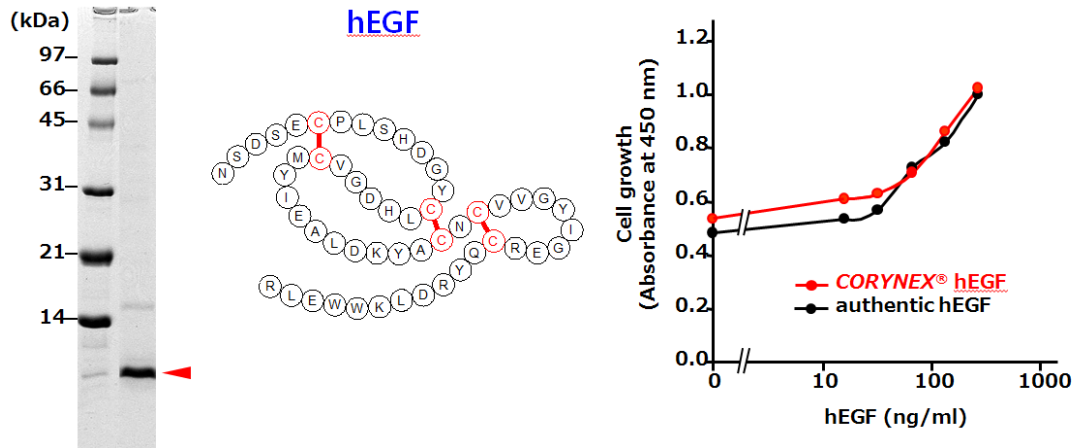 (kDa)
97
66
45
31
21
14
hEGF
NSDSECPLSHDGYCLHDGVCMYIEALDKYACNCVVGYIGERCQYRDLKWWELR
Cell growth
(Absorbance at 450 nm)
1.2
1.0
0.8
0.6
0.4
0.2
0.0
CORYNEX® hEGF
authentic hEGF
0 10 100 1000
hEGF (ng/ml)